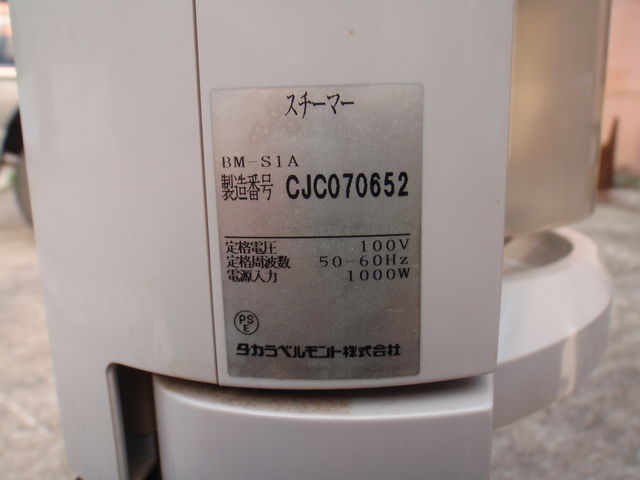 スチーマー
BM-S1A
製造番号 CJC070652
定格電圧 100V
定格周波数 50-60Hz
電源入力 1000W
PSE
タカラベルモント株式会社